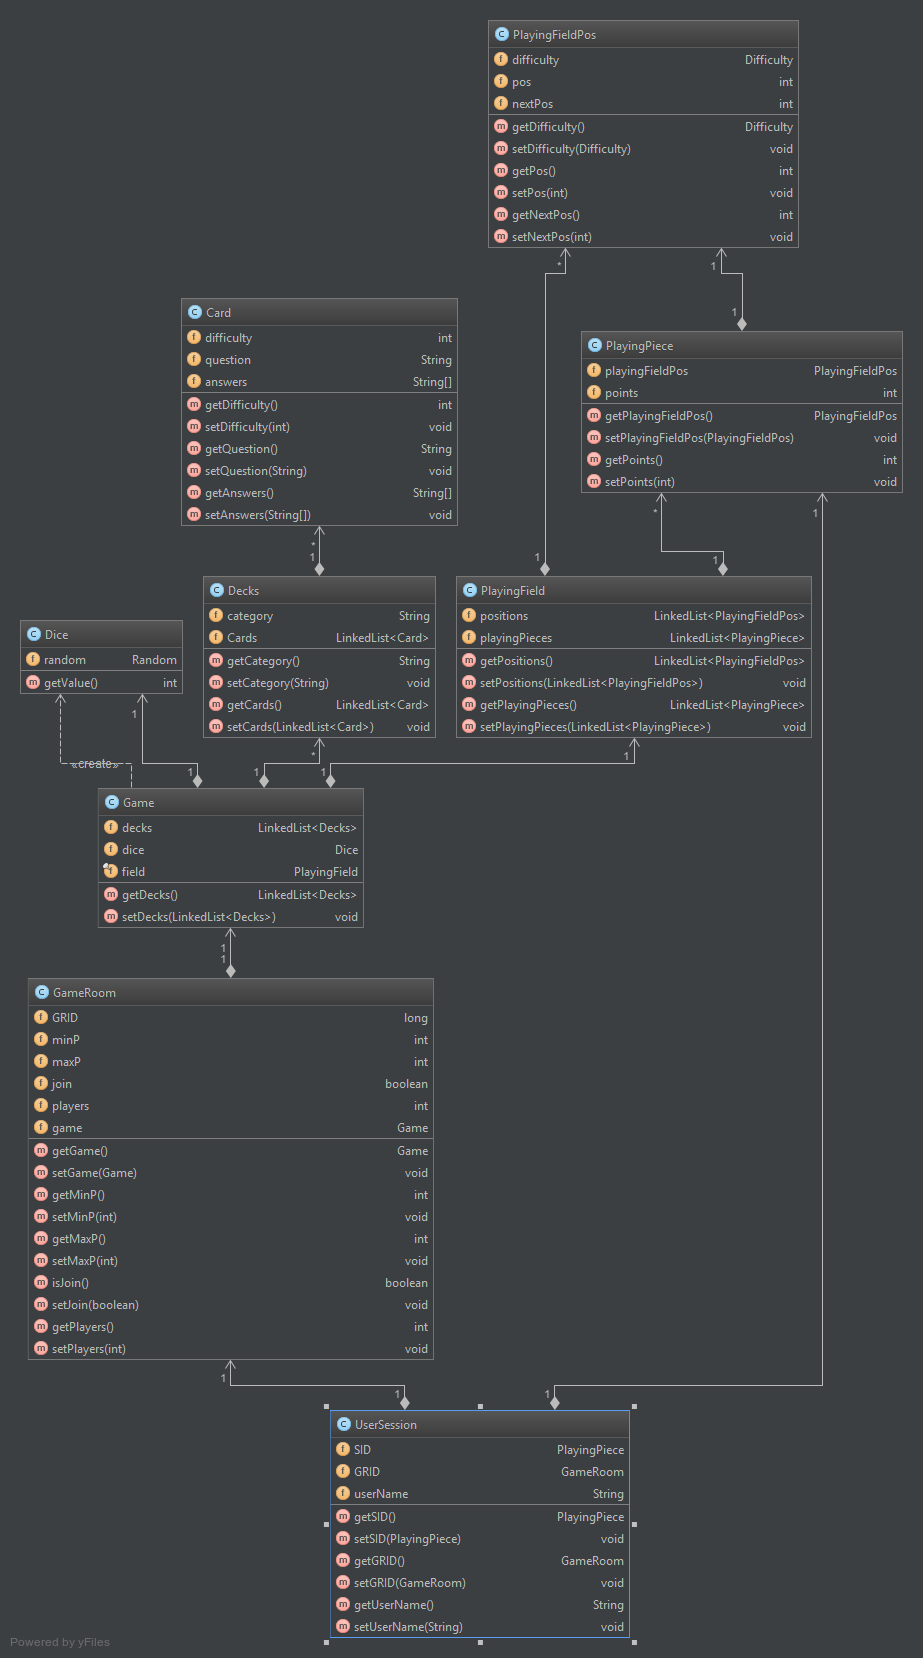 PlayingFieldPos
difficulty Difficulty
pos int
nextPos int
getDifficulty() Difficulty
setDifficulty(Difficulty) void
getPos() int
setPos(int) void
getNextPos() int
setNextPos(int) void
* 1
1
Card
difficulty int
question String
answers String[]
getDifficulty() int
setDifficulty(int) void
getQuestion() String
setQuestion(String) void
getAnswers() String[]
setAnswers(String[]) void
PlayingPiece
playingFieldPos PlayingFieldPos
points int
getPlayingFieldPos() PlayingFieldPos
setPlayingFieldPos(PlayingFieldPos) void
getPoints() int
setPoints(int) void
* 1
*
1 1 1
Decks
category String
Cards LinkedList<Card>
getCategory() String
setCategory(String) void
getCards() LinkedList<Card>
setCards(LinkedList<Card>) void
PlayingField
positions LinkedList<PlayingFieldPos>
playingPieces LinkedList<PlayingPiece>
getPositions() LinkedList<PlayingFieldPos>
setPositions(LinkedList<PlayingFieldPos>) void
getPlayingPieces() LinkedList<PlayingPiece>
setPlayingPieces(LinkedList<PlayingPiece>) void
Dice
random Random
getValue() int
1
* 1
«create» 1 1 1
Game
decks LinkedList<Decks>
dice Dice
field PlayingField
getDecks() LinkedList<Decks>
setDecks(LinkedList<Decks>) void
1
1
GameRoom
GRID long
minP int
maxP int
join boolean
players int
game Game
getGame() Game
setGame(Game) void
getMinP() int
setMinP(int) void
getMaxP() int
setMaxP(int) void
isJoin() boolean
setJoin(boolean) void
getPlayers() int
setPlayers(int) void
1
1 1
UserSession
SID PlayingPiece
GRID GameRoom
userName String
getSID() PlayingPiece
setSID(PlayingPiece) void
getGRID() GameRoom
setGRID(GameRoom) void
getUserName() String
setUserName(String) void
Powered by yFiles